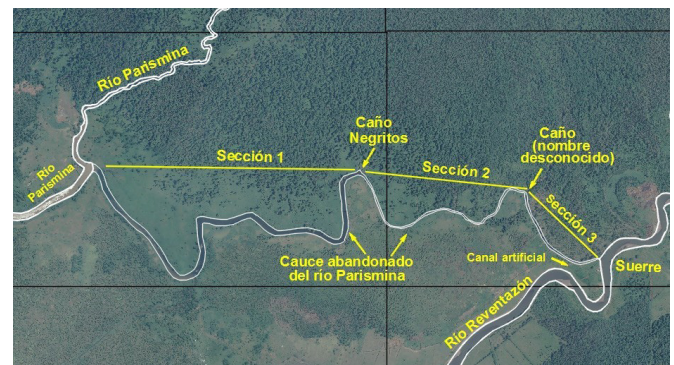 Río Parismina
Caño
Negritos
Caño
(nombre
desconocido)
Sección 1
Sección 2
Río
Parismina
Sección 3
Cauce abandonado
del río Parismina
Canal artificial
Suerre
Río Reventazón